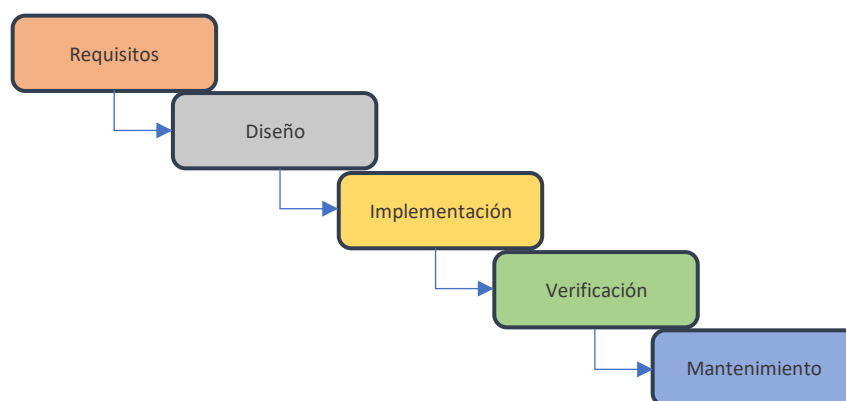 Requisitos
Diseño
Implementación
Verificación
Mantenimiento